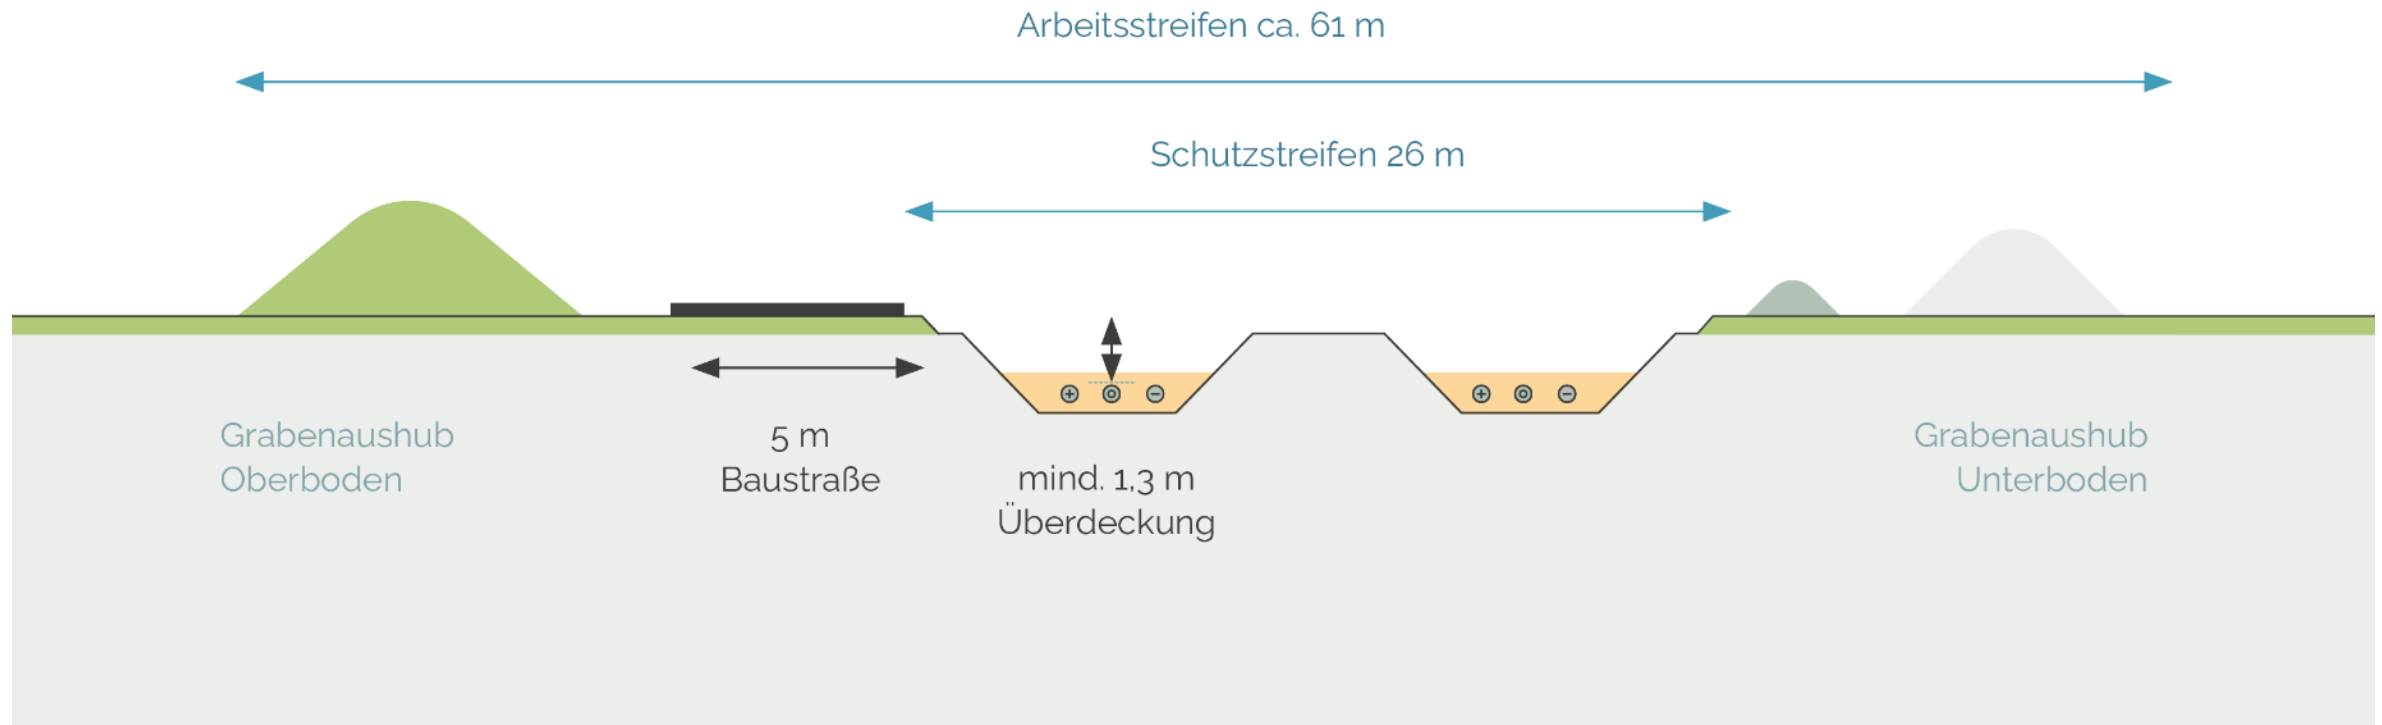 Arbeitsstreifen ca. 61 m
Schutzstreifen 26 m
Grabenaushub
Oberboden
5 m
Baustraße
mind. 1,3 m
Überdeckung
Grabenaushub
Unterboden